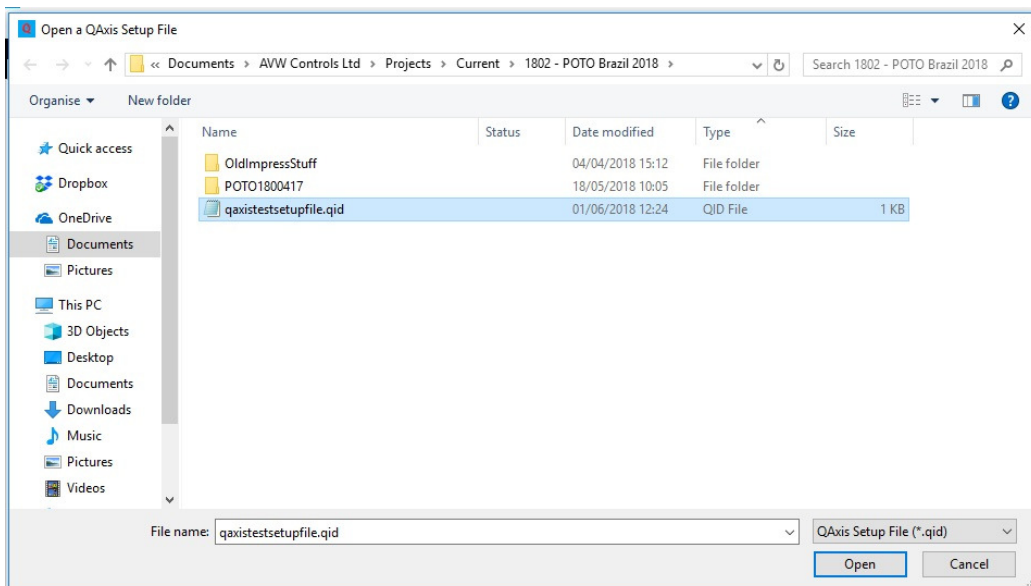 Open a QAxis Setup File
« Documents > AVW Controls Ltd > Projects > Current > 1802 - POTO Brazil 2018 >
Search 1802 - POTO Brazil 2018
Organise New folder
Name Status Date modified Type Size
Quick access
Dropbox
OneDrive
Documents
Pictures
This PC
3D Objects
Desktop
Documents
Downloads
Music
Pictures
Videos
OldImpressStuff 04/04/2018 15:12 File folder
POTO1800417 18/05/2018 10:05 File folder
qaxistestsetupfile.qid 01/06/2018 12:24 QID File 1 KB
File name: qaxistestsetupfile.qid QAxis Setup File (*.qid)
Open Cancel